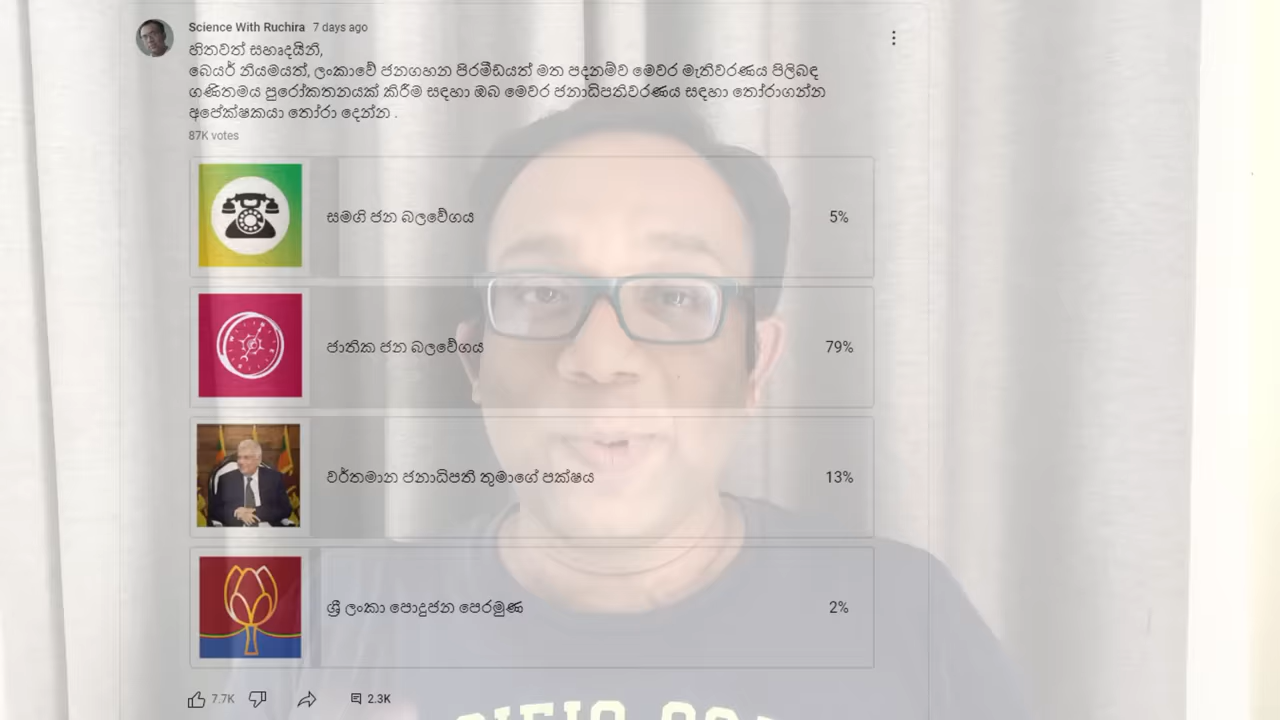 Science With Ruchira 7 days ago
හිතවත් සහෘදයිනි,
බෙයර් නියමයත්, ලංකාවේ ජනගහන පිරමීඩයත් මත පදනම්ව මෙවර මැතිවරණය පිලිබඳ
ගණිතමය පුරෝකතනයක් කිරීම සඳහා ඔබ මෙවර ජනාධිපතිවරණය සඳහා තෝරාගන්න
අපේක්ෂකයා තෝරා දෙන්න .
87K votes
සමගි ජන බලවේගය 5%
ජාතික ජන බලවේගය 79%
වර්තමාන ජනාධිපති තුමාගේ පක්ෂය 13%
ශ්‍රී ලංකා පොදුජන පෙරමුණ 2%
7.7K 2.3K